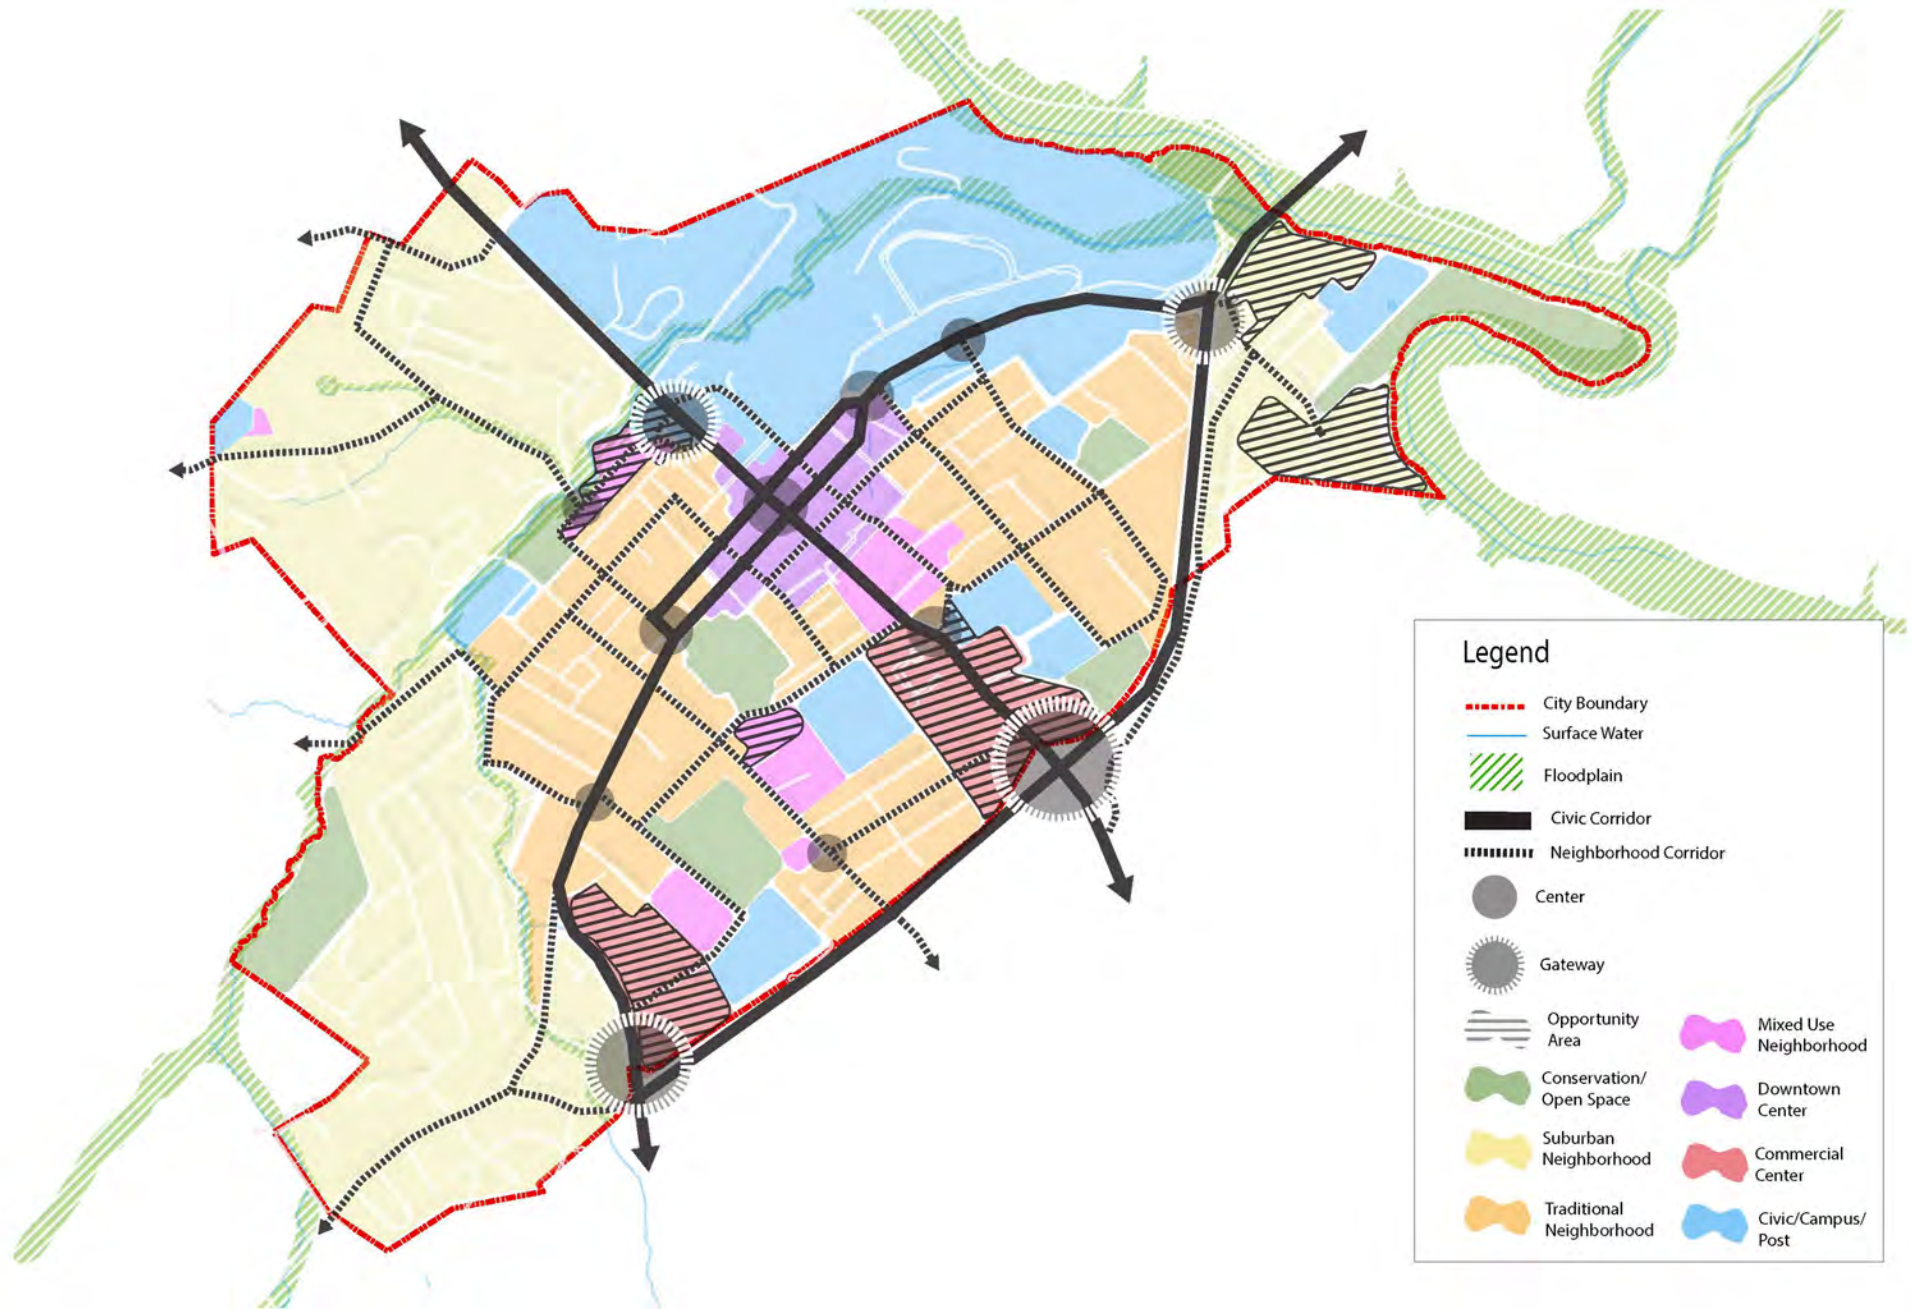 Legend
City Boundary
Surface Water
Floodplain
Civic Corridor
Neighborhood Corridor
Center
Gateway
Opportunity
Area
Conservation/
Open Space
Suburban
Neighborhood
Traditional
Neighborhood
Mixed Use
Neighborhood
Downtown
Center
Commercial
Center
Civic/Campus/
Post